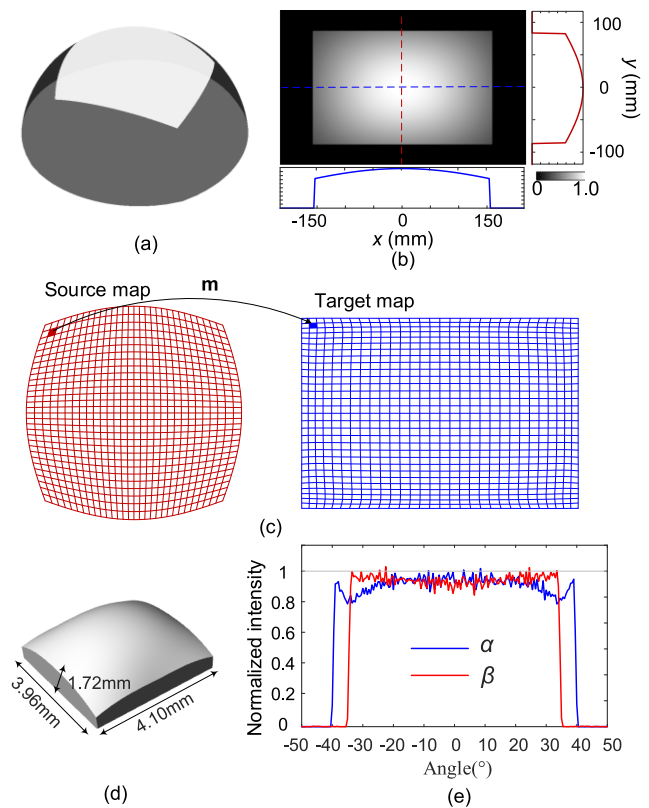 (a)
100
0
-100
y (mm)
0 1.0
-150 0 150
x (mm)
(b)
Source map
m
Target map
(c)
1.72mm
3.96mm
4.10mm
(d)
Normalized intensity
1
0.8
0.6
0.4
0.2
0
α
β
-50 -40 -30 -20 -10 0 10 20 30 40 50
Angle(°)
(e)